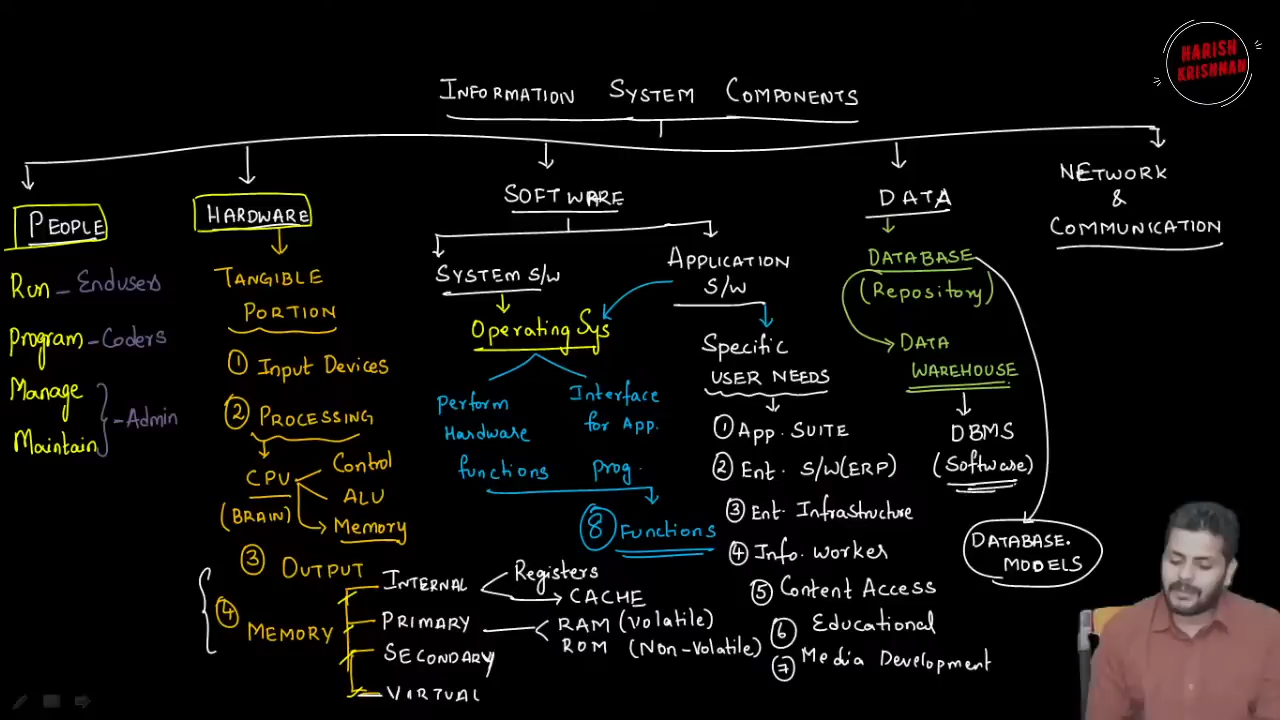 HARISH
KRISHNAN
INFORMATION SYSTEM COMPONENTS
PEOPLE
Run - Endusers
Program - Coders
Manage
Maintain
- Admin
HARDWARE
TANGIBLE
PORTION
① Input Devices
② PROCESSING
CPU
(BRAIN)
Control
ALU
Memory
③ OUTPUT
④ MEMORY
INTERNAL
Registers
CACHE
PRIMARY
RAM (Volatile)
ROM (Non-Volatile)
SECONDARY
VIRTUAL
SOFTWARE
SYSTEM S/W
Operating Sys
Perform
Hardware
functions
Interface
for App.
prog.
⑧ Functions
APPLICATION
S/W
Specific
USER NEEDS
① App. SUITE
② Ent. S/W (ERP)
③ Ent. Infrastructure
④ Info. worker
⑤ Content Access
⑥ Educational
⑦ Media Development
DATA
DATABASE
(Repository)
DATA
WAREHOUSE
DBMS
(Software)
DATABASE.
MODELS
NETWORK
&
COMMUNICATION